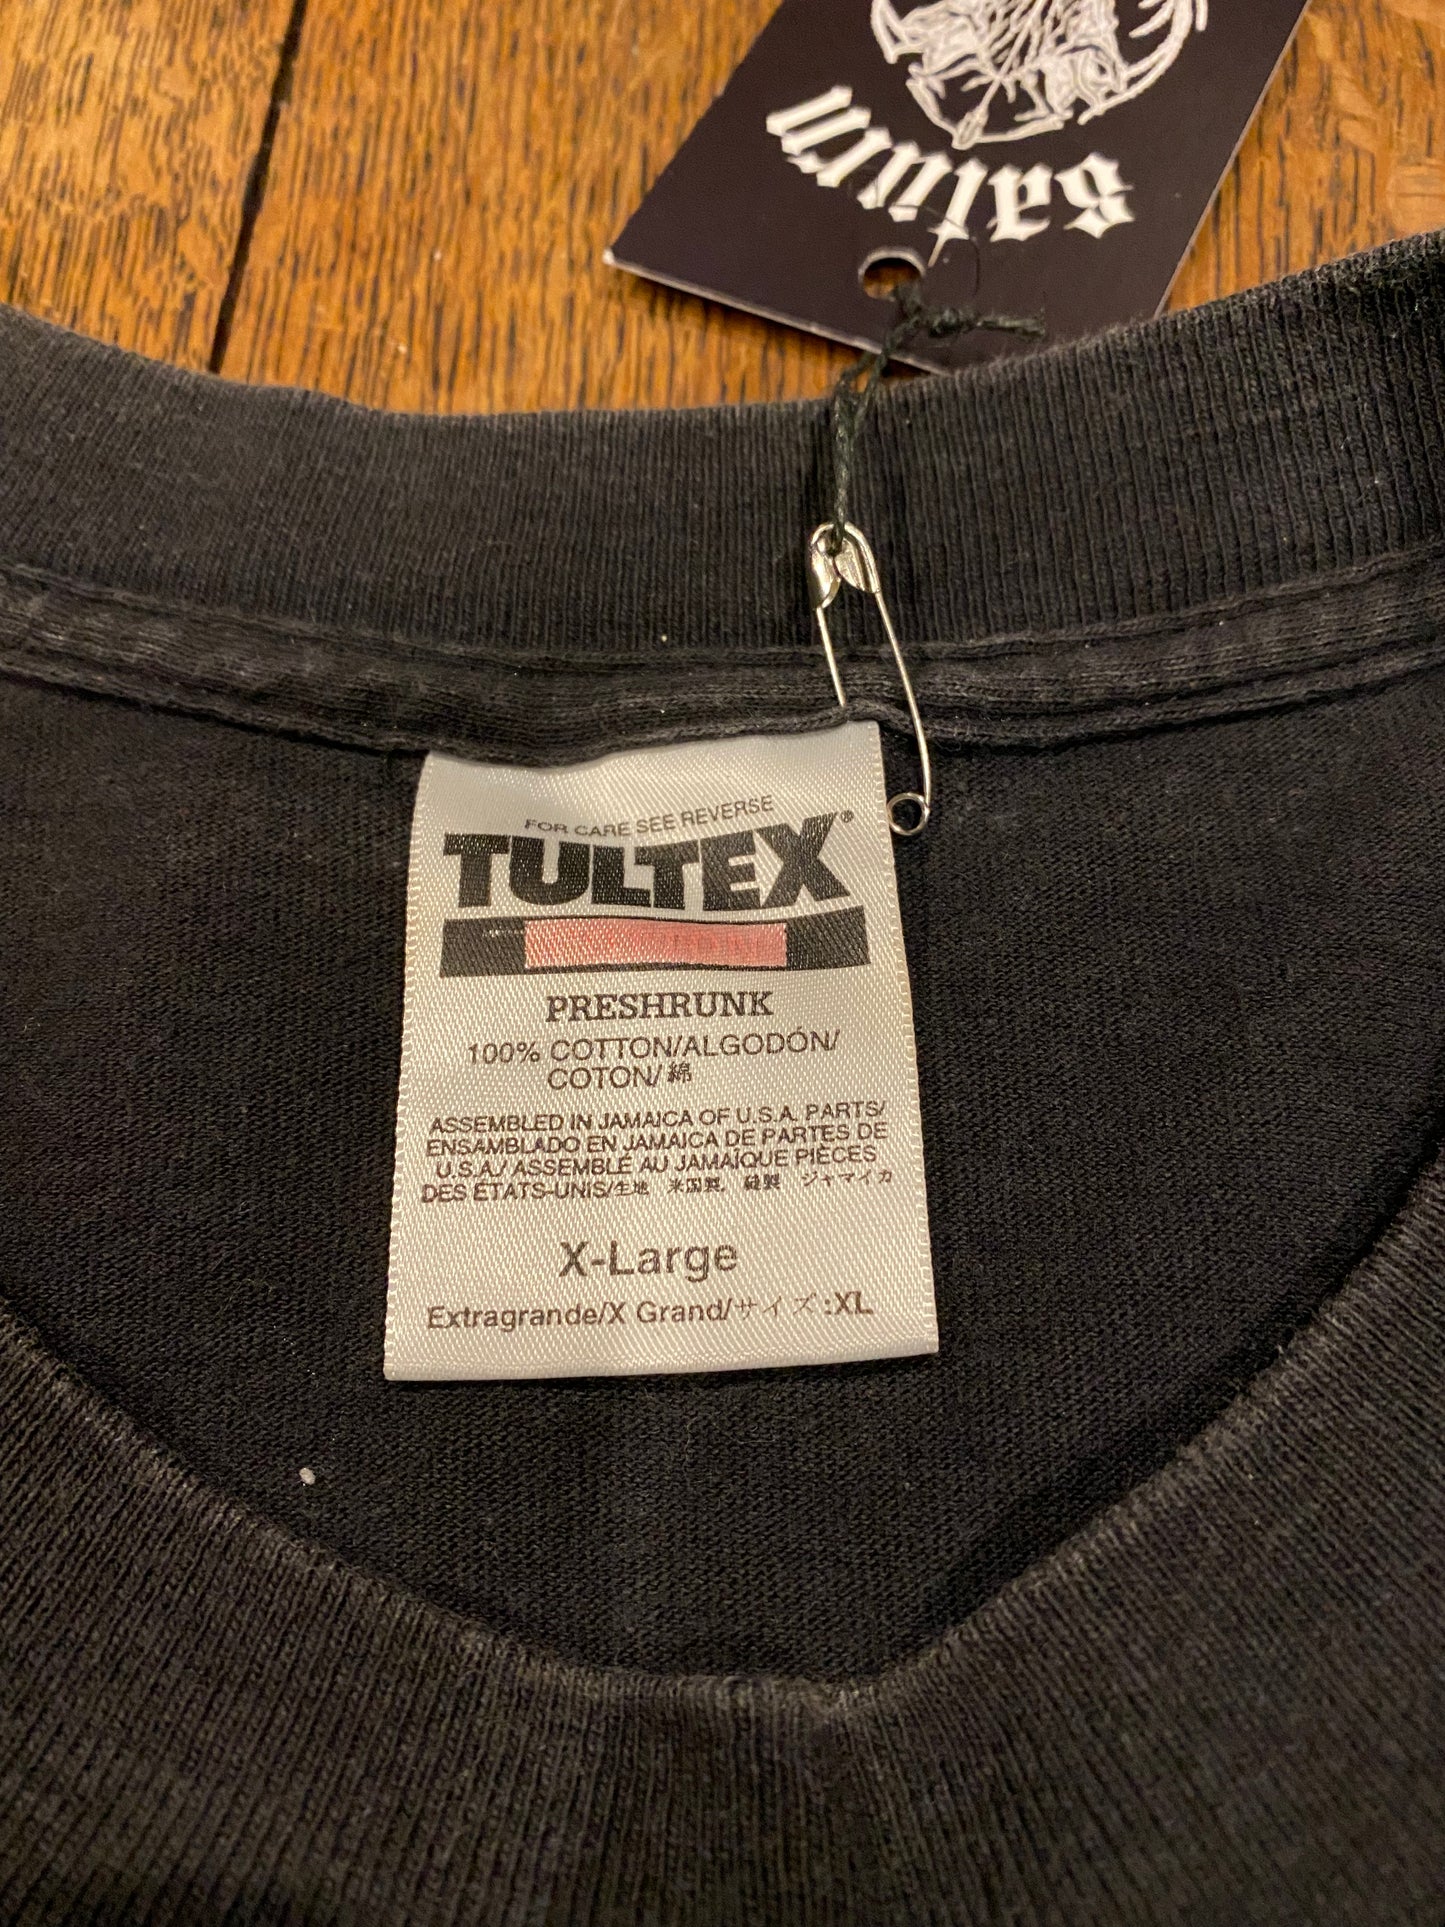 saturn
FOR CARE SEE REVERSE
TULTEX®
PRESHRUNK
100% COTTON/ALGODÓN/
COTON/綿
ASSEMBLED IN JAMAICA OF U.S.A. PARTS/
ENSAMBLADO EN JAMAICA DE PARTES DE
U.S.A./ ASSEMBLÉ AU JAMAÏQUE PIÈCES
DES ÉTATS-UNIS/生地 米国製, 縫製 ジャマイカ
X-Large
Extragrande/X Grand/サイズ:XL